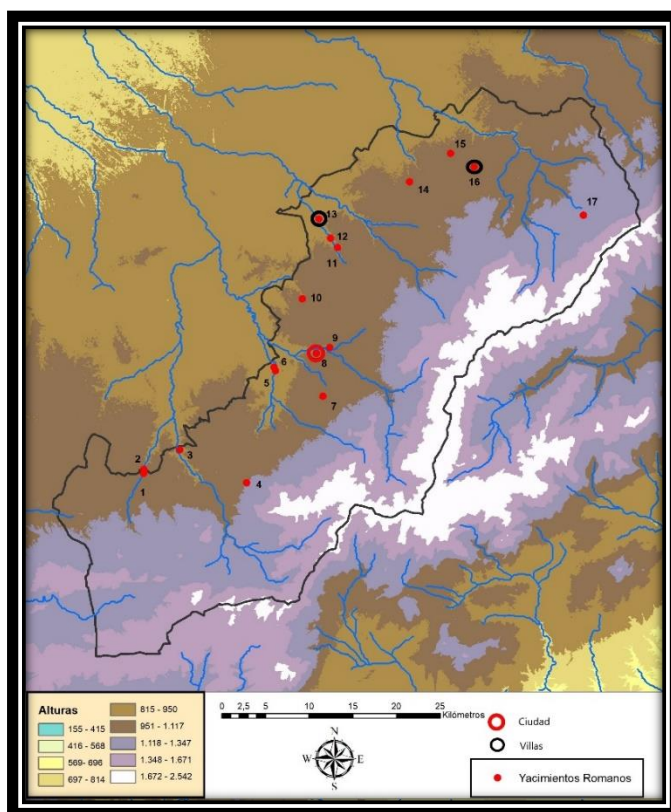 15
16
14
17
13
12
11
10
9
8
6
5
7
3
2
1
4
Alturas
155 - 415
416 - 568
569 - 696
697 - 814
815 - 950
951 - 1.117
1.118 - 1.347
1.348 - 1.671
1.672 - 2.542
0 2,5 5 10 15 20 25
Kilómetros
N
W E
S
Ciudad
Villas
Yacimientos Romanos